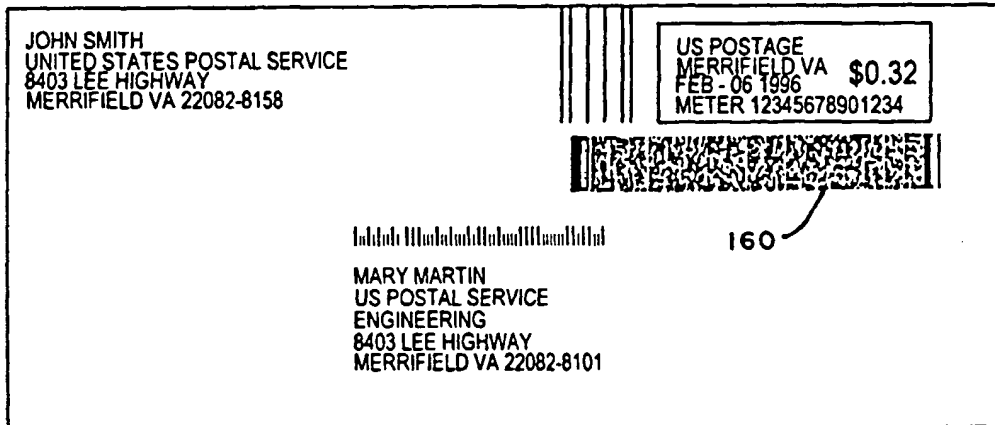 JOHN SMITH
UNITED STATES POSTAL SERVICE
8403 LEE HIGHWAY
MERRIFIELD VA 22082-8158
US POSTAGE
MERRIFIELD VA $0.32
FEB - 06 1996
METER 12345678901234
160
MARY MARTIN
US POSTAL SERVICE
ENGINEERING
8403 LEE HIGHWAY
MERRIFIELD VA 22082-8101